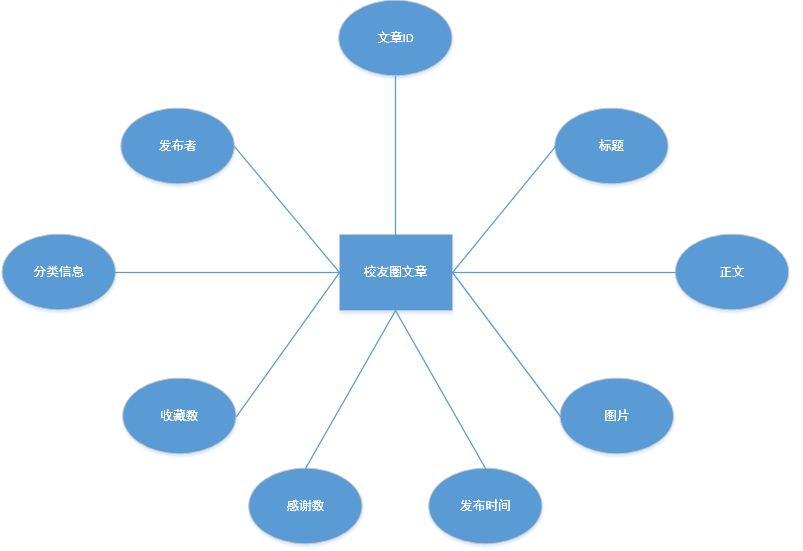 文章ID
发布者
标题
分类信息
校友圈文章
正文
收藏数
图片
感谢数
发布时间